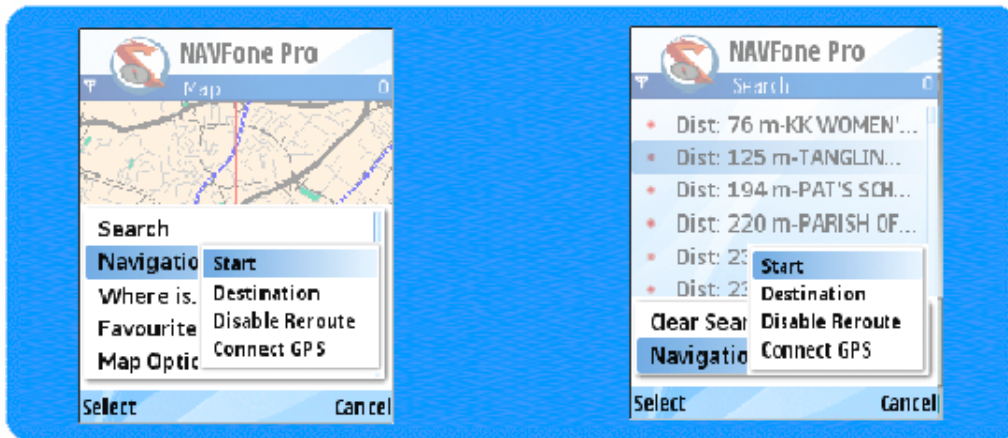 NAVFone Pro
Map 0
Search
Navigatio
Start
Destination
Where is.
Disable Reroute
Favourite
Connect GPS
Map Optic
Select Cancel
NAVFone Pro
Search 0
Dist: 76 m-KK WOMEN'...
Dist: 125 m-TANGLIN...
Dist: 194 m-PAT'S SCH...
Dist: 220 m-PARISH OF...
Dist: 23
Dist: 23
Start
Destination
Disable Reroute
Connect GPS
Clear Sear
Navigatio
Select Cancel